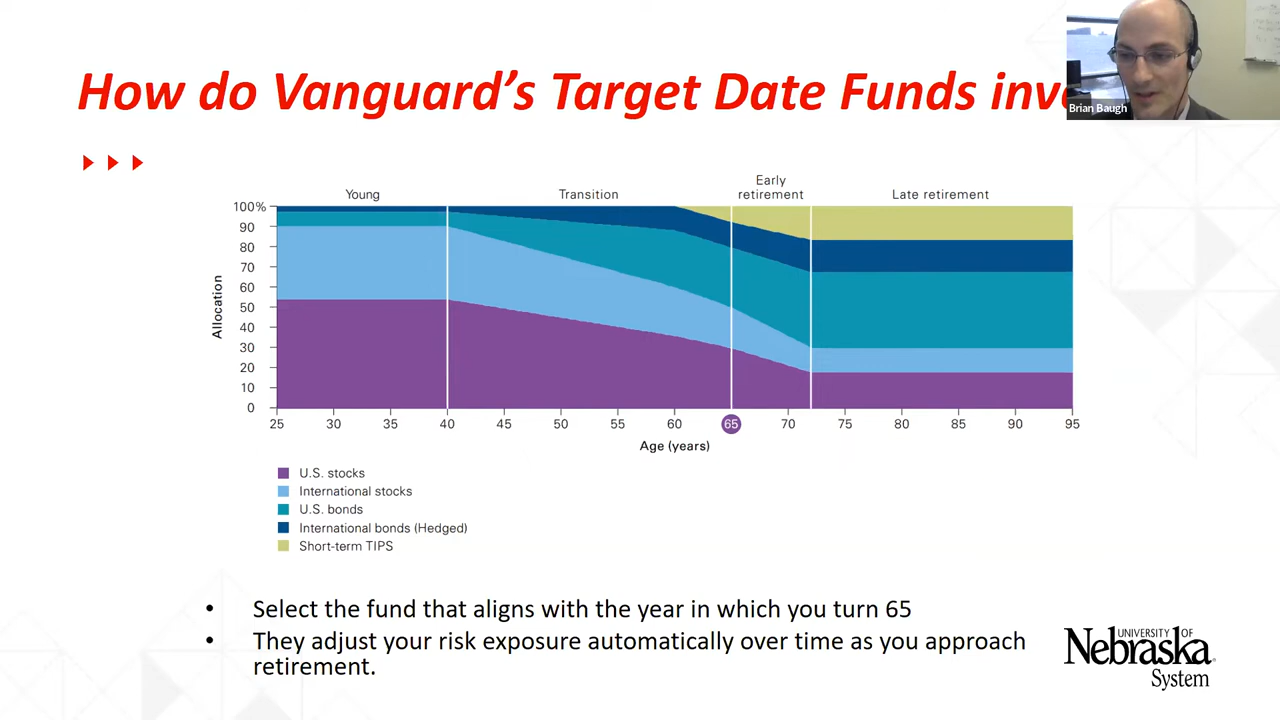 How do Vanguard's Target Date Funds inv
Brian Baugh
Young
Transition
Early
retirement
Late retirement
100%
90
80
70
60
50
40
30
20
10
0
Allocation
25 30 35 40 45 50 55 60 65 70 75 80 85 90 95
Age (years)
U.S. stocks
International stocks
U.S. bonds
International bonds (Hedged)
Short-term TIPS
• Select the fund that aligns with the year in which you turn 65
• They adjust your risk exposure automatically over time as you approach
retirement.
UNIVERSITY OF
Nebraska
System